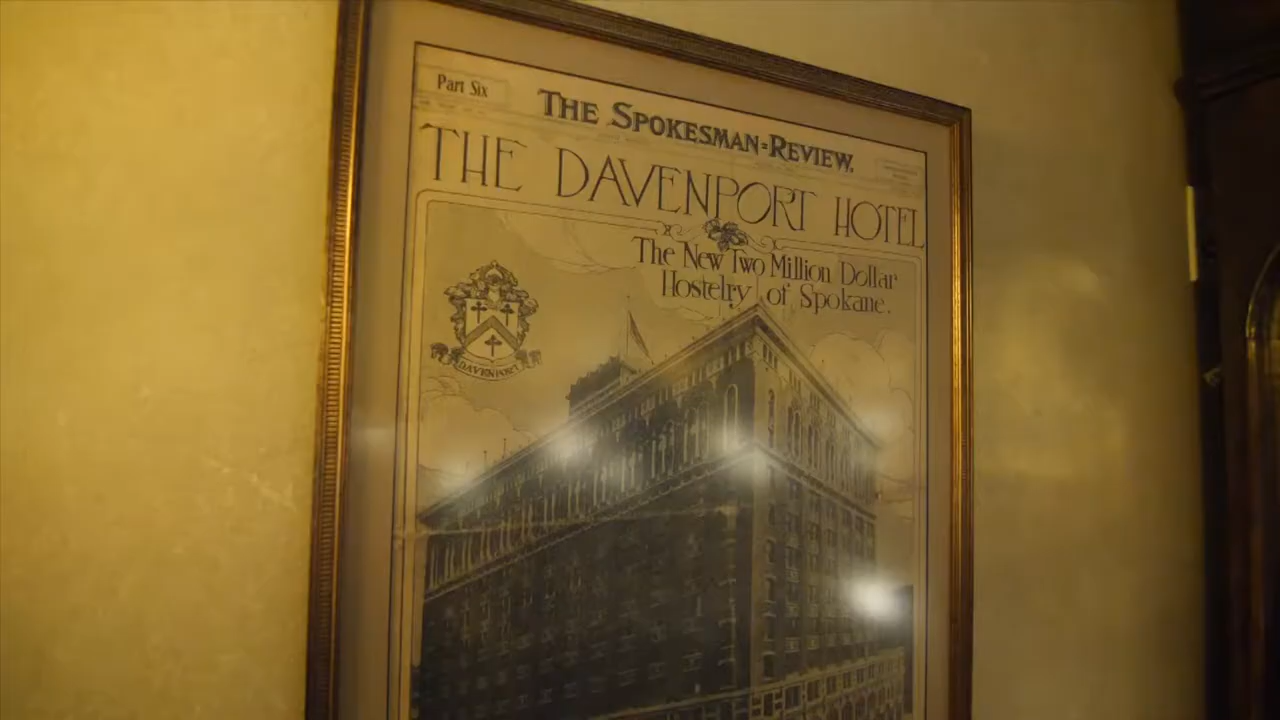 Part Six
THE SPOKESMAN=REVIEW.
THE DAVENPORT HOTEL
The New Two Million Dollar
Hostelry of Spokane.
DAVENPORT